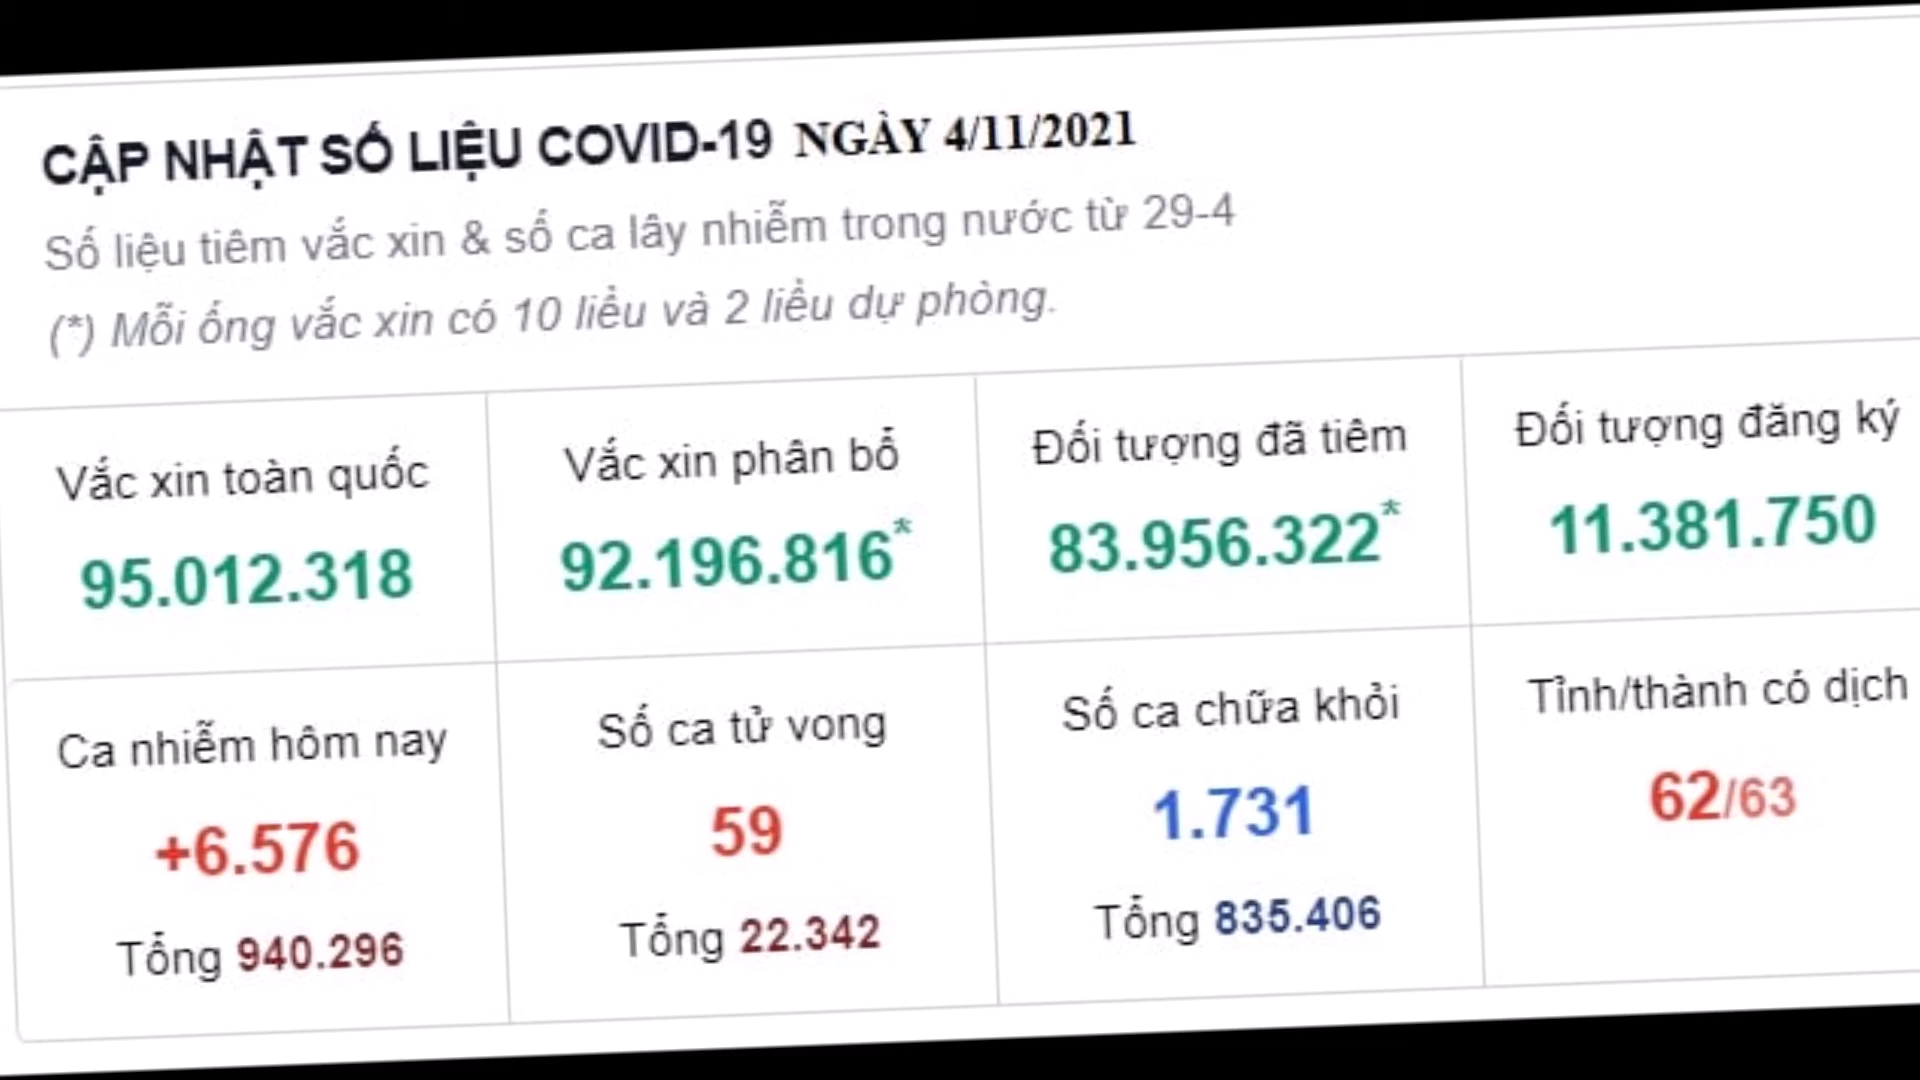 CẬP NHẬT SỐ LIỆU COVID-19 NGÀY 4/11/2021
Số liệu tiêm vắc xin & số ca lây nhiễm trong nước từ 29-4
(*) Mỗi ống vắc xin có 10 liều và 2 liều dự phòng.
Vắc xin toàn quốc
95.012.318
Vắc xin phân bổ
92.196.816*
Đối tượng đã tiêm
83.956.322*
Đối tượng đăng ký
11.381.750
Ca nhiễm hôm nay
+6.576
Tổng 940.296
Số ca tử vong
59
Tổng 22.342
Số ca chữa khỏi
1.731
Tổng 835.406
Tỉnh/thành có dịch
62/63